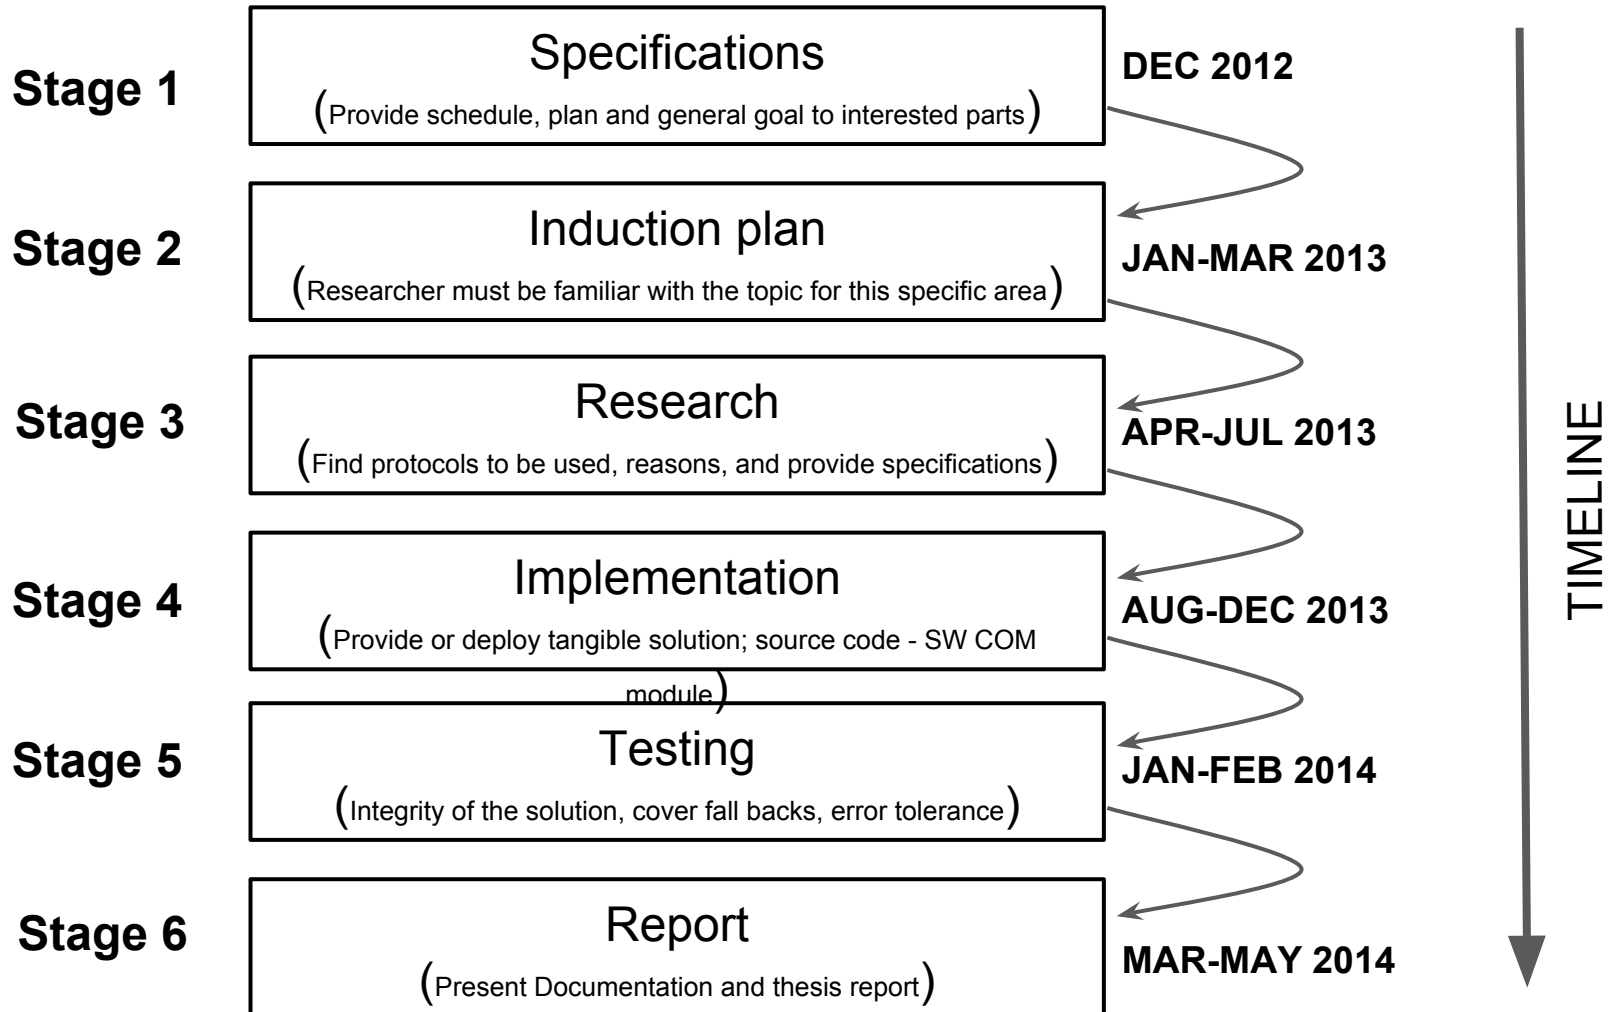 Stage 1
Specifications
(Provide schedule, plan and general goal to interested parts)
DEC 2012
Stage 2
Induction plan
(Researcher must be familiar with the topic for this specific area)
JAN-MAR 2013
Stage 3
Research
(Find protocols to be used, reasons, and provide specifications)
APR-JUL 2013
Stage 4
Implementation
(Provide or deploy tangible solution; source code - SW COM
module)
AUG-DEC 2013
Stage 5
Testing
(Integrity of the solution, cover fall backs, error tolerance)
JAN-FEB 2014
Stage 6
Report
(Present Documentation and thesis report)
MAR-MAY 2014
TIMELINE